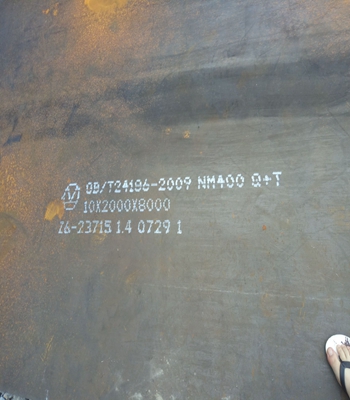 GB/T24186-2009 NM400 Q+T
10X2000X8000
Z6-23715.1.4 0729 1